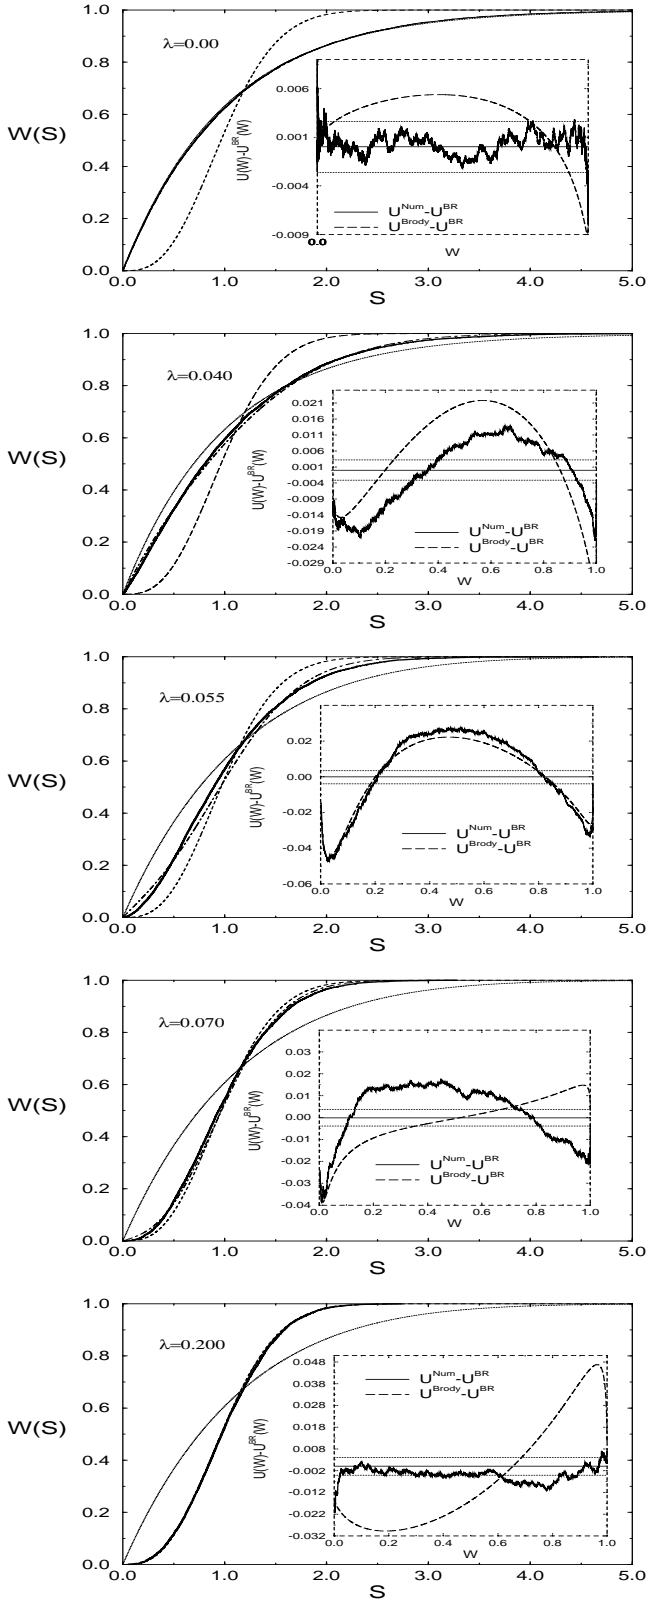 1.0
0.8
0.6
0.4
0.2
0.0
W(S)
λ=0.00
0.006
0.001
-0.004
-0.009
U(W)-U^BR(W)
U^Num-U^BR
U^Brody-U^BR
0.0
W
0.0 1.0 2.0 3.0 4.0 5.0
S
1.0
0.8
0.6
0.4
0.2
0.0
W(S)
λ=0.040
0.021
0.016
0.011
0.006
0.001
-0.004
-0.009
-0.014
-0.019
-0.024
-0.029
U(W)-U^BR(W)
U^Num-U^BR
U^Brody-U^BR
0.0 0.2 0.4 0.6 0.8 1.0
W
0.0 1.0 2.0 3.0 4.0 5.0
S
1.0
0.8
0.6
0.4
0.2
0.0
W(S)
λ=0.055
0.02
0.00
-0.02
-0.04
-0.06
U(W)-U^BR(W)
U^Num-U^BR
U^Brody-U^BR
0.0 0.2 0.4 0.6 0.8 1.0
W
0.0 1.0 2.0 3.0 4.0 5.0
S
1.0
0.8
0.6
0.4
0.2
0.0
W(S)
λ=0.070
0.03
0.01
0.00
-0.01
-0.02
-0.03
-0.04
U(W)-U^BR(W)
U^Num-U^BR
U^Brody-U^BR
0.0 0.2 0.4 0.6 0.8 1.0
W
0.0 1.0 2.0 3.0 4.0 5.0
S
1.0
0.8
0.6
0.4
0.2
0.0
W(S)
λ=0.200
0.048
0.038
0.028
0.018
0.008
-0.002
-0.012
-0.022
-0.032
U(W)-U^BR(W)
U^Num-U^BR
U^Brody-U^BR
0.0 0.2 0.4 0.6 0.8 1.0
W
0.0 1.0 2.0 3.0 4.0 5.0
S